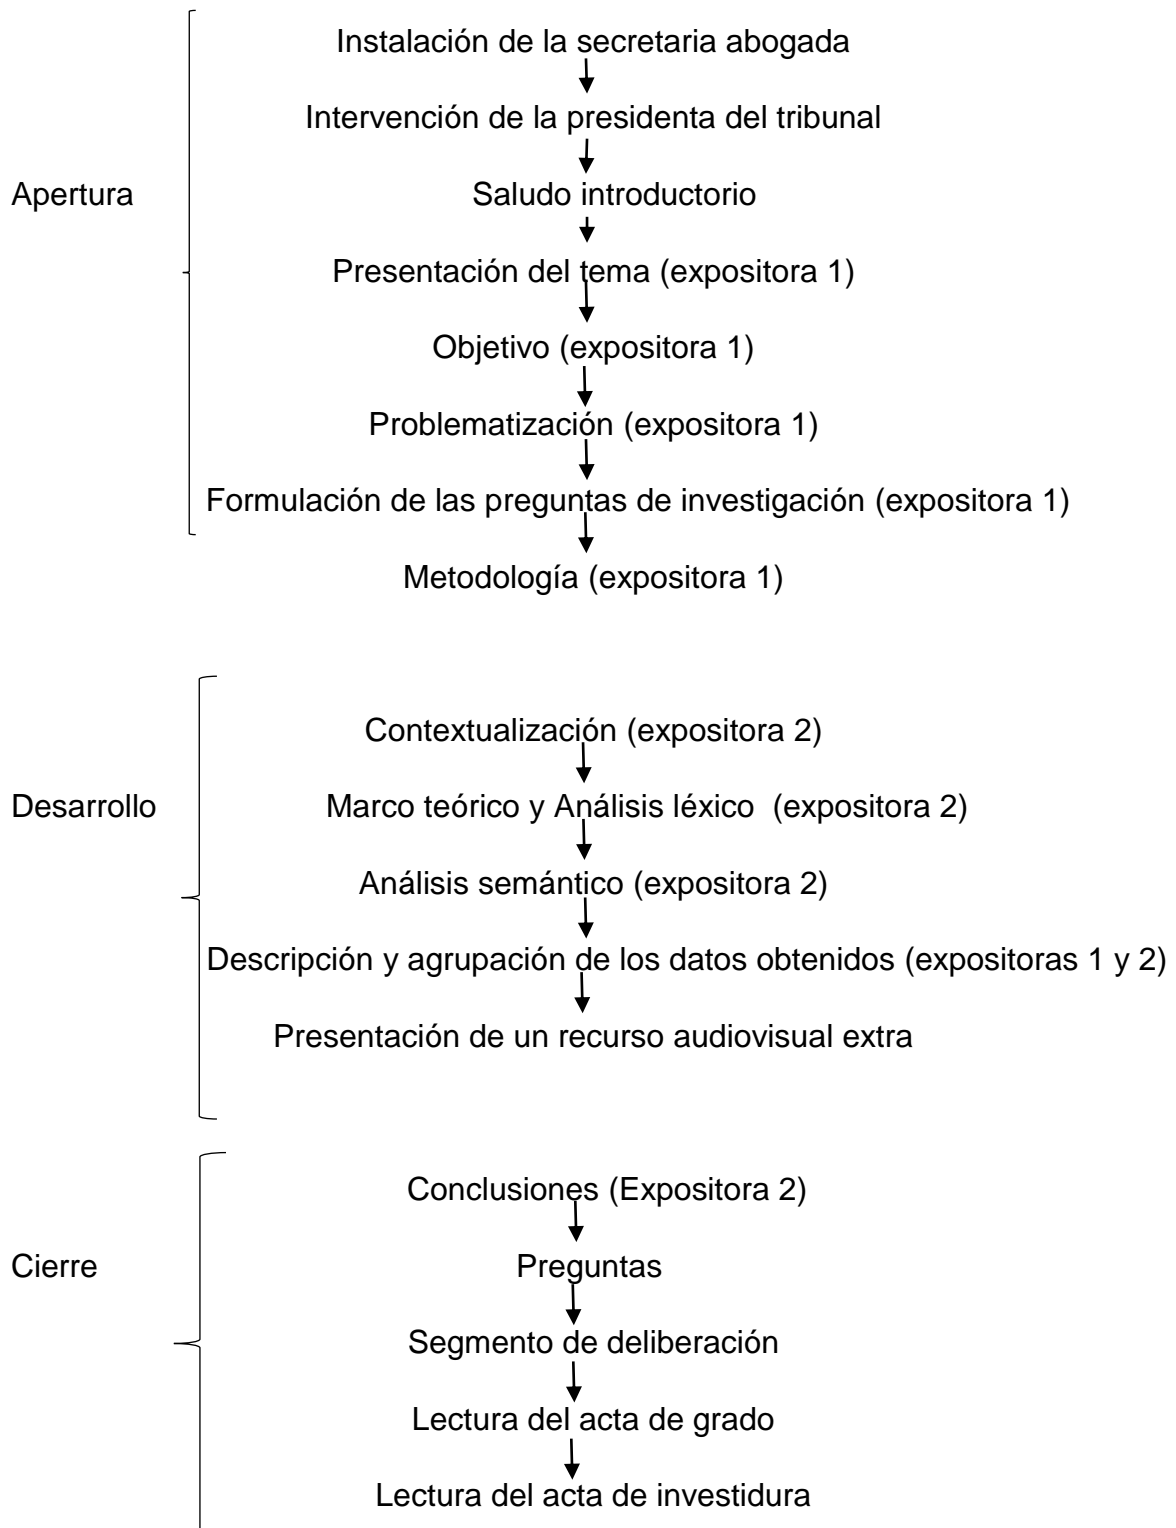 Instalación de la secretaria abogada
Intervención de la presidenta del tribunal
Apertura
Saludo introductorio
Presentación del tema (expositora 1)
Objetivo (expositora 1)
Problematización (expositora 1)
Formulación de las preguntas de investigación (expositora 1)
Metodología (expositora 1)
Contextualización (expositora 2)
Desarrollo
Marco teórico y Análisis léxico (expositora 2)
Análisis semántico (expositora 2)
Descripción y agrupación de los datos obtenidos (expositoras 1 y 2)
Presentación de un recurso audiovisual extra
Conclusiones (Expositora 2)
Cierre
Preguntas
Segmento de deliberación
Lectura del acta de grado
Lectura del acta de investidura